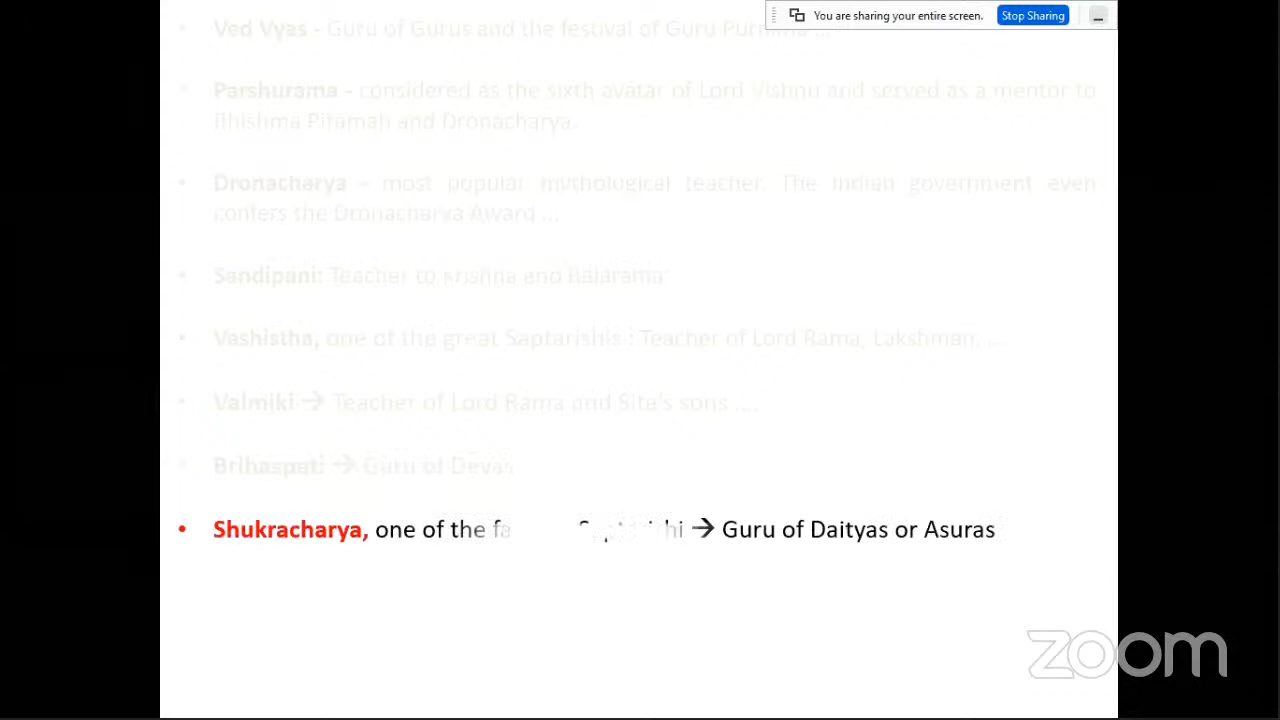 You are sharing your entire screen. Stop Sharing
Ved Vyas - Guru of Gurus and the festival of Guru Purnima ...
• Parshurama - considered as the sixth avatar of Lord Vishnu and served as a mentor to
Bhishma Pitamah and Dronacharya.
• Dronacharya - most popular mythological teacher. The Indian government even
confers the Dronacharya Award ...
• Sandipani: Teacher to Krishna and Balarama
• Vashistha, one of the great Saptarishis : Teacher of Lord Rama, Lakshman, ...
• Valmiki → Teacher of Lord Rama and Sita's sons ....
• Brihaspati → Guru of Devas
• Shukracharya, one of the → Guru of Daityas or Asuras
zoom